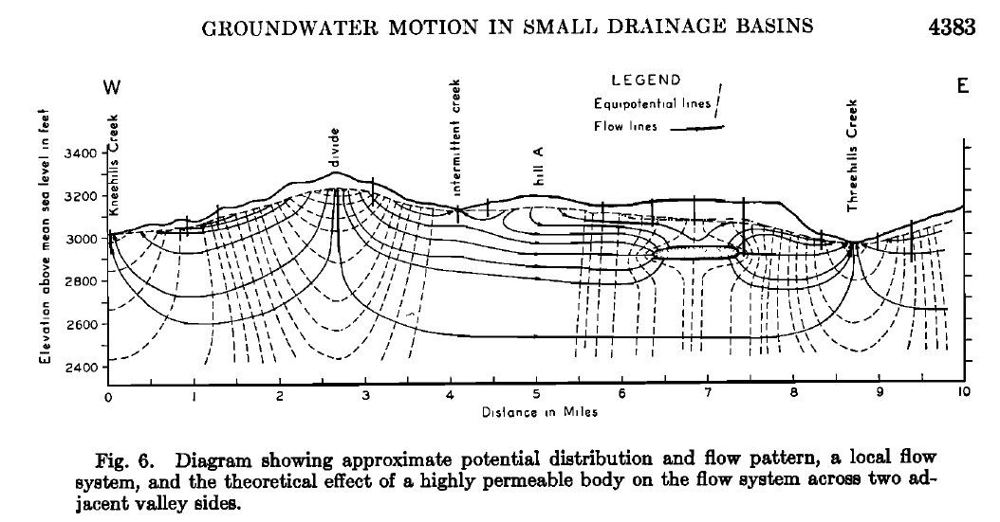 GROUNDWATER MOTION IN SMALL DRAINAGE BASINS 4383
W
E
LEGEND
Equipotential lines
Flow lines
Elevation above mean sea level in feet
Kneehills Creek
divide
intermittent creek
hill A
Threehills Creek
3400
3200
3000
2800
2600
2400
0 1 2 3 4 5 6 7 8 9 10
Distance in Miles
Fig. 6. Diagram showing approximate potential distribution and flow pattern, a local flow
system, and the theoretical effect of a highly permeable body on the flow system across two ad-
jacent valley sides.